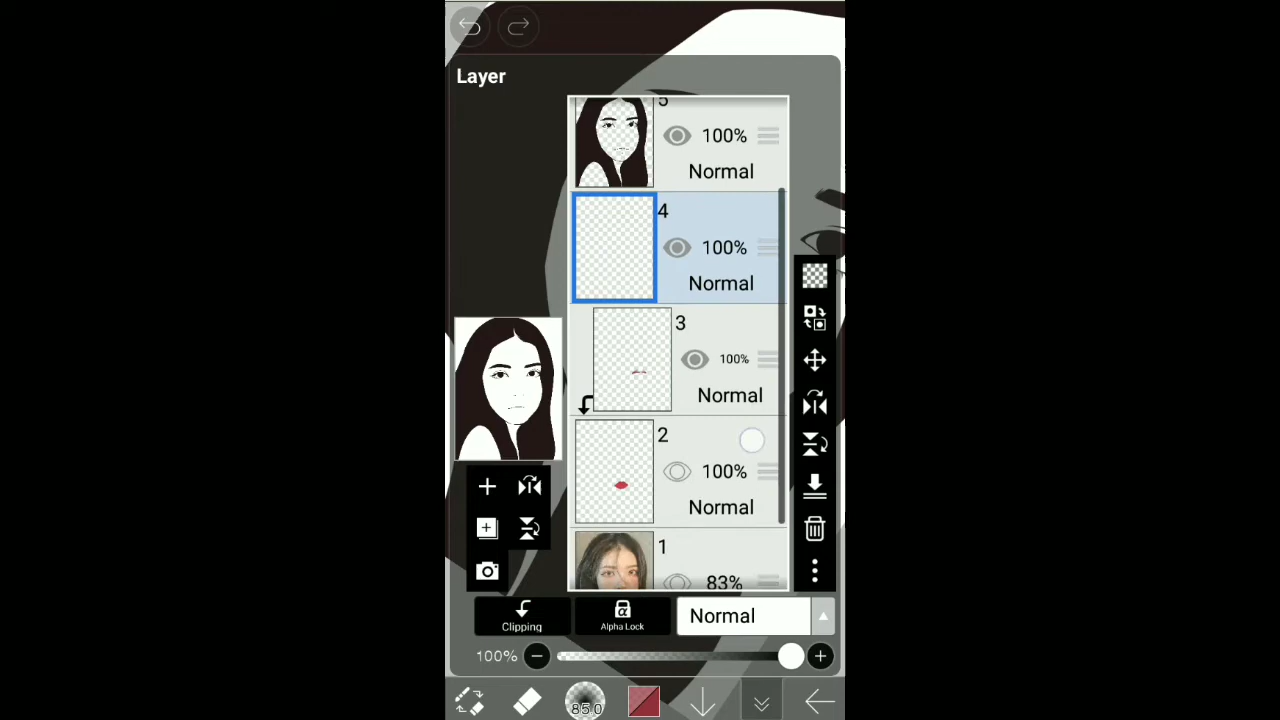 Layer
5
100%
Normal
4
100%
Normal
3
100%
Normal
2
100%
Normal
1
83%
Clipping
Alpha Lock
Normal
100%
85.0